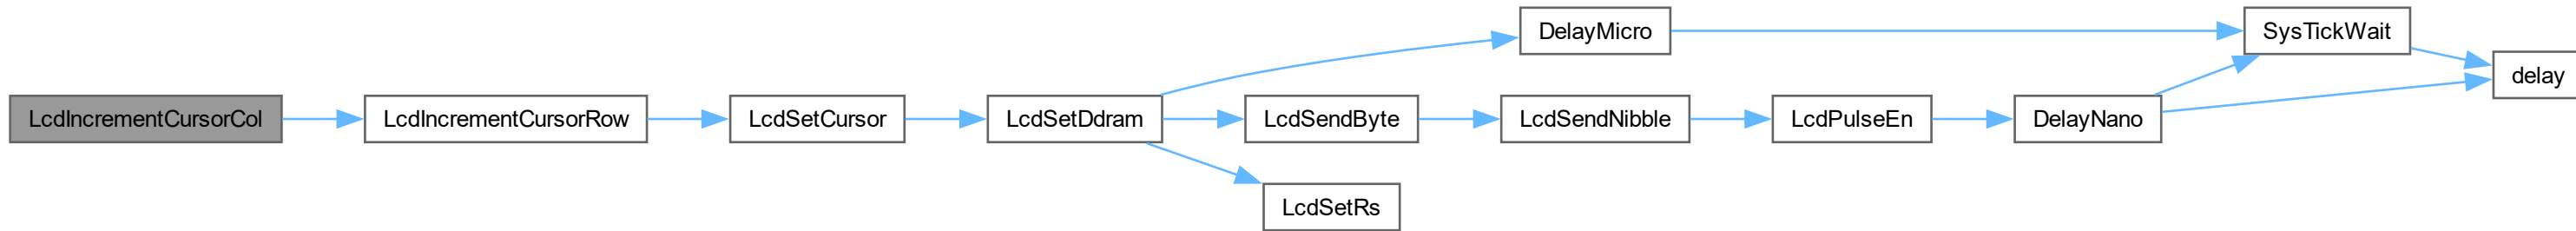 LcdIncrementCursorCol
LcdIncrementCursorRow
LcdSetCursor
LcdSetDdram
DelayMicro
LcdSendByte
LcdSetRs
LcdSendNibble
LcdPulseEn
DelayNano
SysTickWait
delay